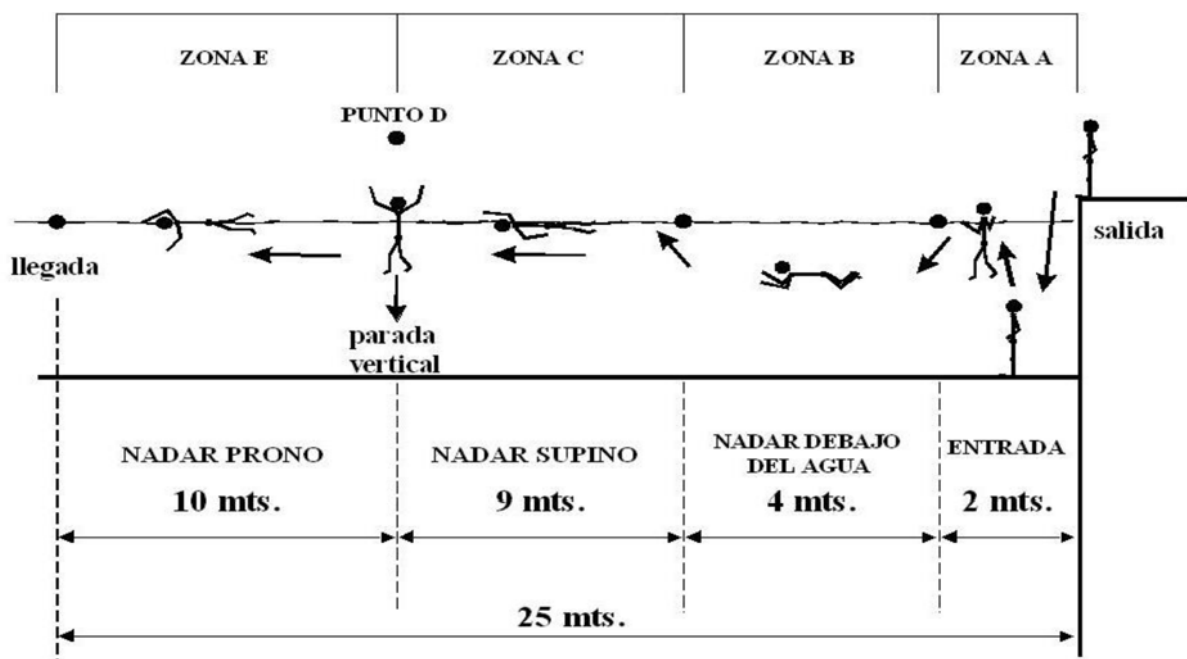 ZONA E
ZONA C
ZONA B
ZONA A
PUNTO D
salida
llegada
parada
vertical
NADAR PRONO
10 mts.
NADAR SUPINO
9 mts.
NADAR DEBAJO
DEL AGUA
4 mts.
ENTRADA
2 mts.
25 mts.